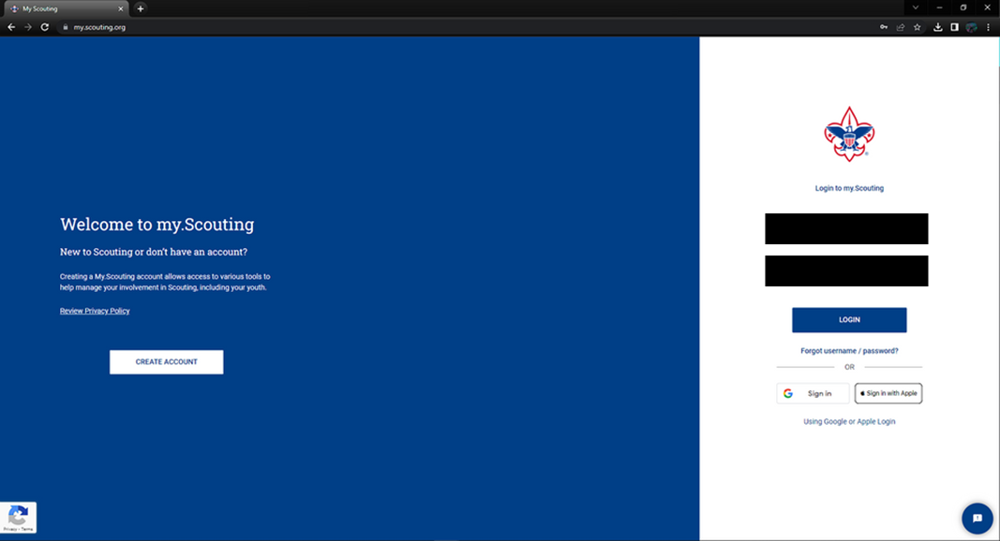 My Scouting
my.scouting.org
Welcome to my.Scouting
New to Scouting or don't have an account?
Creating a My.Scouting account allows access to various tools to
help manage your involvement in Scouting, including your youth.
Review Privacy Policy
CREATE ACCOUNT
Login to my.Scouting
LOGIN
Forgot username / password?
OR
Sign in
Sign in with Apple
Using Google or Apple Login
Privacy - Terms